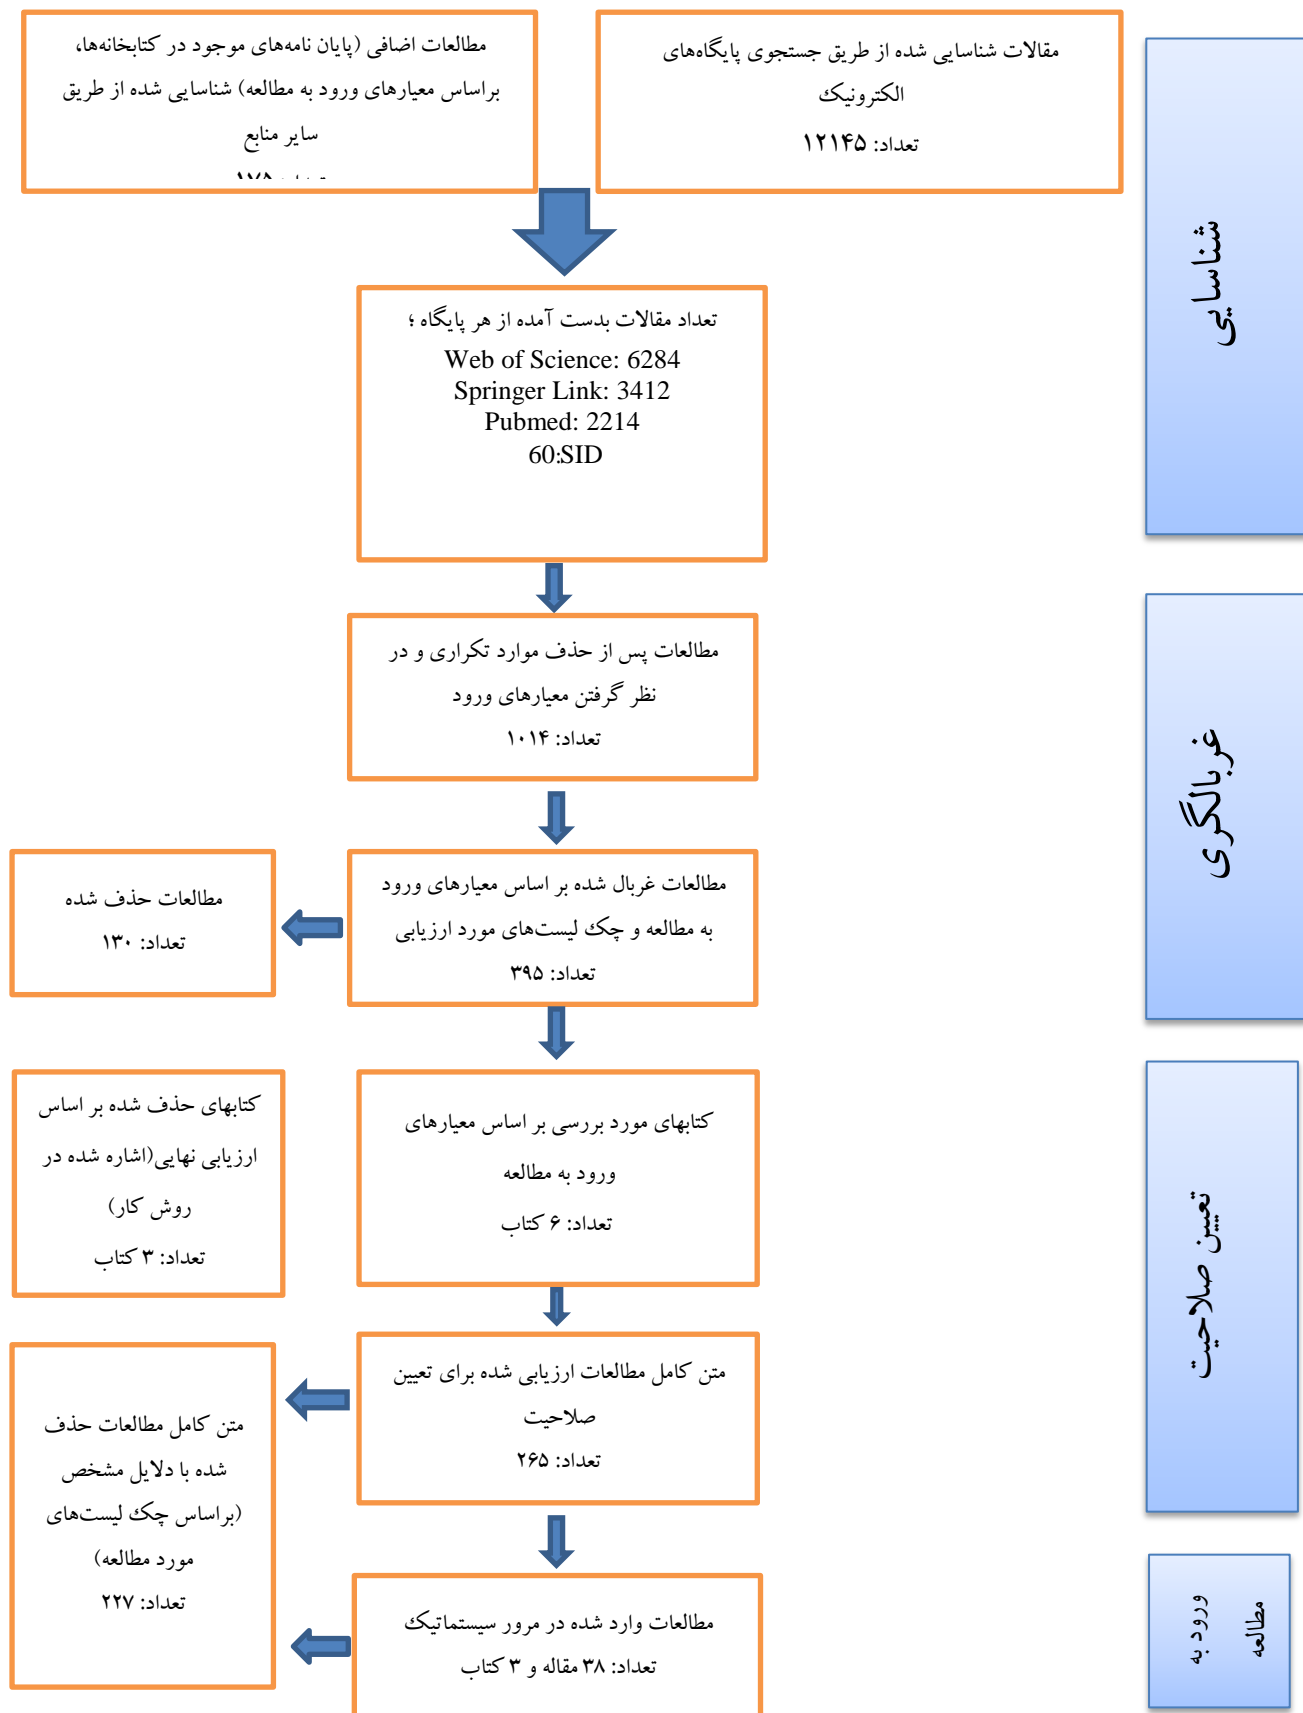 مقالات شناسایی شده از طریق جستجوی پایگاه‌های
الکترونیک
تعداد: ۱۲۱۴۵
مطالعات اضافی (پایان نامه‌های موجود در کتابخانه‌ها،
براساس معیارهای ورود به مطالعه) شناسایی شده از طریق
سایر منابع
شناسایی
تعداد مقالات بدست آمده از هر پایگاه ؛
Web of Science: 6284
Springer Link: 3412
Pubmed: 2214
60:SID
غربالگری
مطالعات پس از حذف موارد تکراری و در
نظر گرفتن معیارهای ورود
تعداد: ۱۰۱۴
مطالعات غربال شده بر اساس معیارهای ورود
به مطالعه و چک لیست‌های مورد ارزیابی
تعداد: ۳۹۵
مطالعات حذف شده
تعداد: ۱۳۰
تعیین صلاحیت
کتابهای مورد بررسی بر اساس معیارهای
ورود به مطالعه
تعداد: ۶ کتاب
کتابهای حذف شده بر اساس
ارزیابی نهایی(اشاره شده در
روش کار)
تعداد: ۳ کتاب
متن کامل مطالعات ارزیابی شده برای تعیین
صلاحیت
تعداد: ۲۶۵
متن کامل مطالعات حذف
شده با دلایل مشخص
(براساس چک لیست‌های
مورد مطالعه)
تعداد: ۲۲۷
ورود به
مطالعه
مطالعات وارد شده در مرور سیستماتیک
تعداد: ۳۸ مقاله و ۳ کتاب